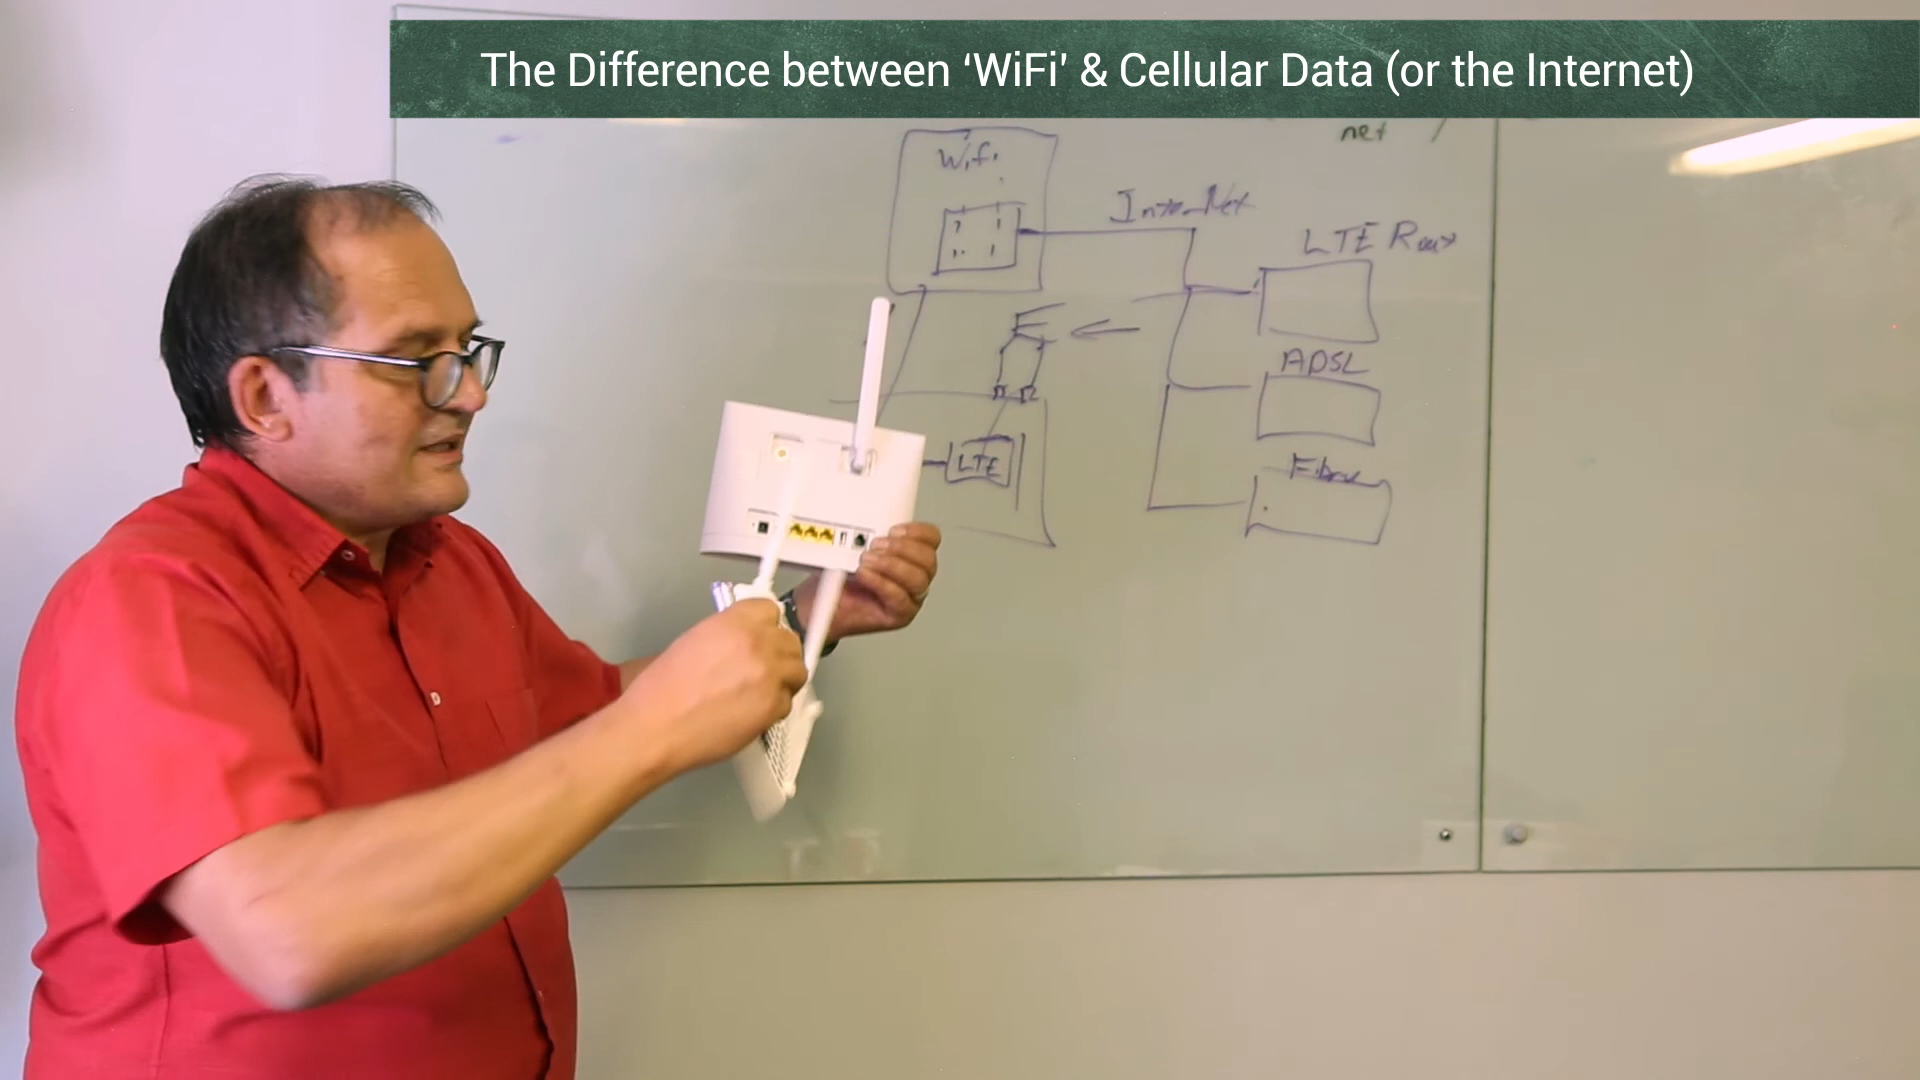 The Difference between ‘WiFi’ & Cellular Data (or the Internet)
net
Wifi
InterNet
LTE Rout
ADSL
LTE
Fibre